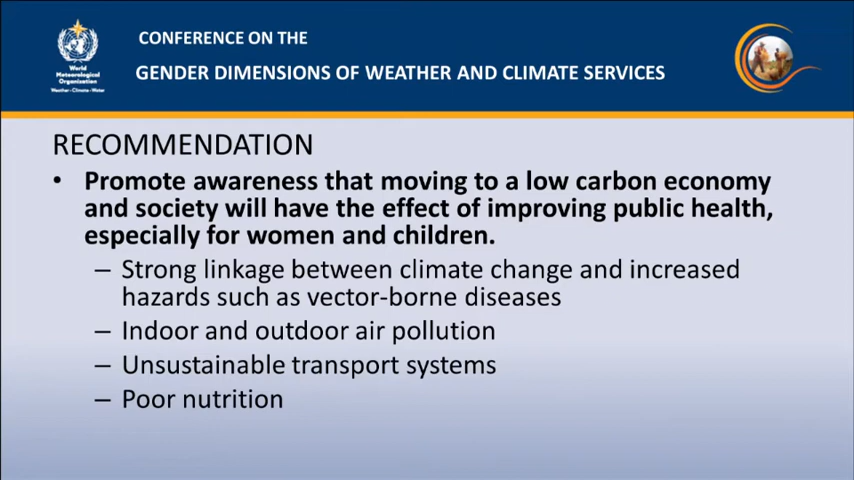 World
Meteorological
Organization
Weather · Climate · Water
CONFERENCE ON THE
GENDER DIMENSIONS OF WEATHER AND CLIMATE SERVICES
RECOMMENDATION
• Promote awareness that moving to a low carbon economy
and society will have the effect of improving public health,
especially for women and children.
– Strong linkage between climate change and increased
hazards such as vector-borne diseases
– Indoor and outdoor air pollution
– Unsustainable transport systems
– Poor nutrition